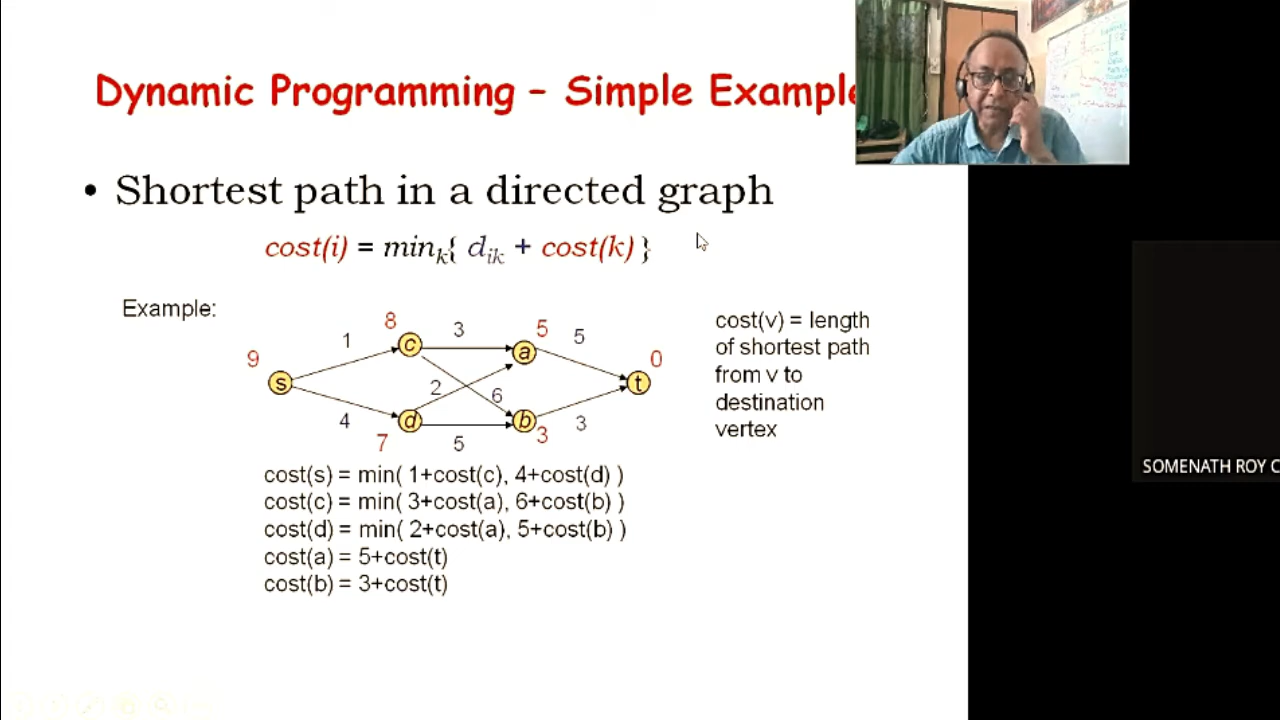 Dynamic Programming – Simple Example
• Shortest path in a directed graph
cost(i) = min_k{ d_ik + cost(k) }
Example:
8
3
5
5
1
9
c
a
0
s
t
2
6
4
d
b
3
7
5
3
cost(v) = length
of shortest path
from v to
destination
vertex
cost(s) = min( 1+cost(c), 4+cost(d) )
cost(c) = min( 3+cost(a), 6+cost(b) )
cost(d) = min( 2+cost(a), 5+cost(b) )
cost(a) = 5+cost(t)
cost(b) = 3+cost(t)
SOMENATH ROY C